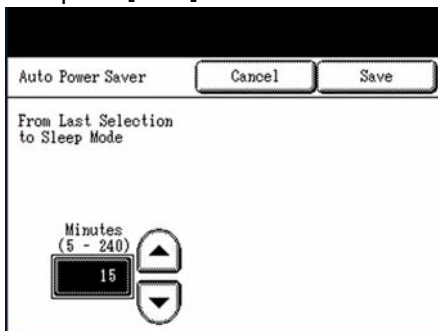 Auto Power Saver
Cancel
Save
From Last Selection
to Sleep Mode
Minutes
(5 - 240)
15